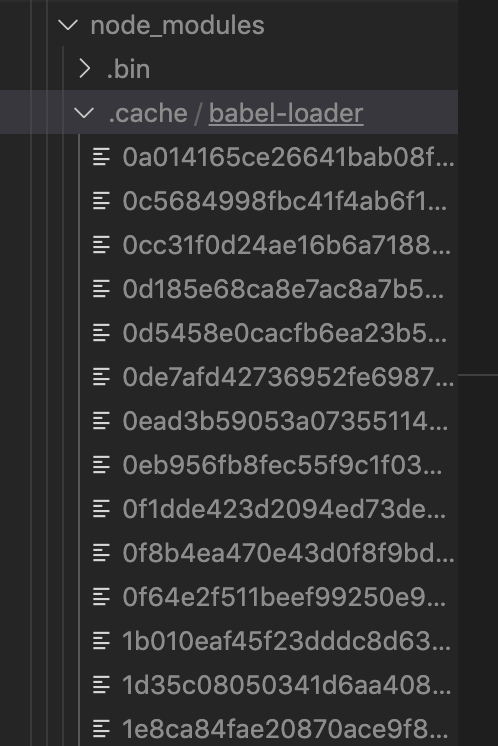 node_modules
.bin
.cache / babel-loader
0a014165ce26641bab08f...
0c5684998fbc41f4ab6f1...
0cc31f0d24ae16b6a7188...
0d185e68ca8e7ac8a7b5...
0d5458e0cacfb6ea23b5...
0de7afd42736952fe6987...
0ead3b59053a07355114...
0eb956fb8fec55f9c1f03...
0f1dde423d2094ed73de...
0f8b4ea470e43d0f8f9bd...
0f64e2f511beef99250e9...
1b010eaf45f23dddc8d63...
1d35c08050341d6aa408...
1e8ca84fae20870ace9f8...